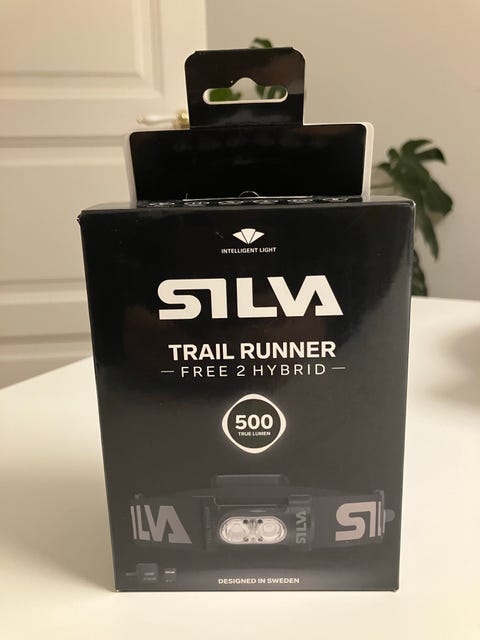 INTELLIGENT LIGHT
SILVA
TRAIL RUNNER
— FREE 2 HYBRID —
500
TRUE LUMEN
SILVA
SILVA
S
DESIGNED IN SWEDEN